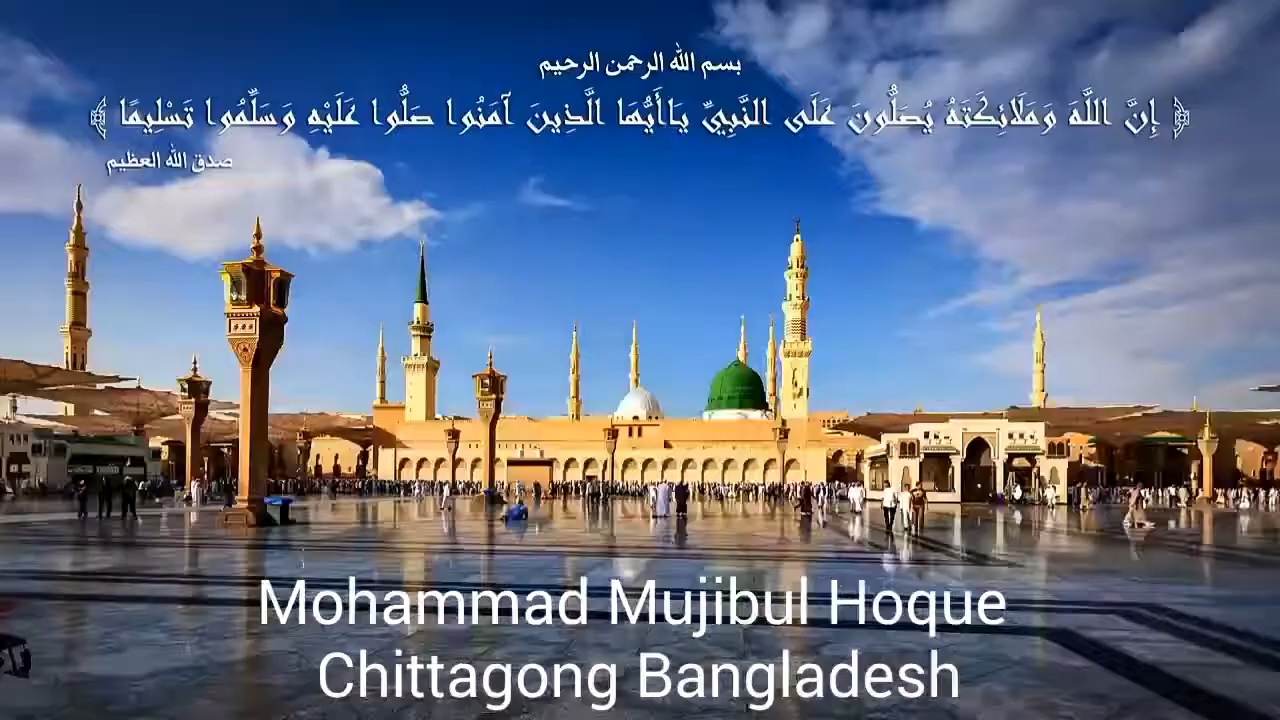 بسم الله الرحمن الرحيم
﴿ إِنَّ اللَّهَ وَمَلَائِكَتَهُ يُصَلُّونَ عَلَى النَّبِيِّ يَاأَيُّهَا الَّذِينَ آمَنُوا صَلُّوا عَلَيْهِ وَسَلِّمُوا تَسْلِيمًا ﴾
صدق الله العظيم
Mohammad Mujibul Hoque
Chittagong Bangladesh